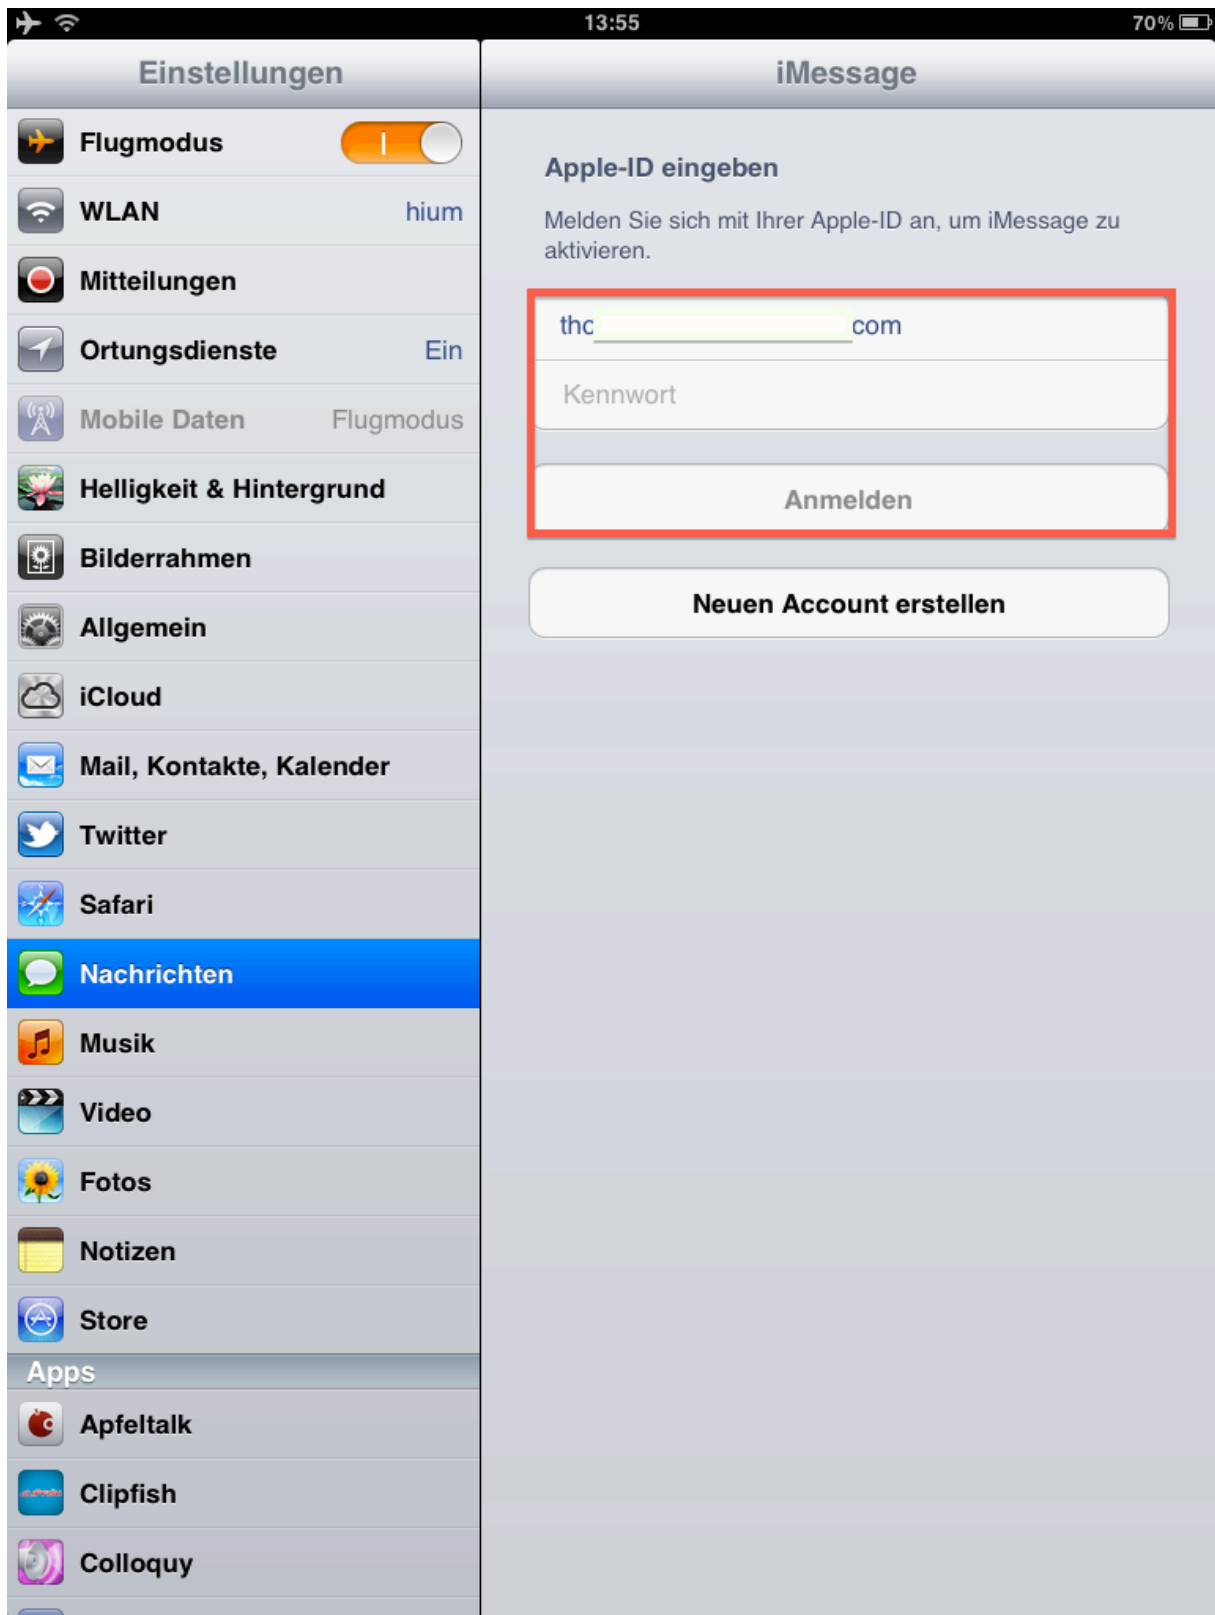 13:55
70%
Einstellungen
Flugmodus
WLAN hium
Mitteilungen
Ortungsdienste Ein
Mobile Daten Flugmodus
Helligkeit & Hintergrund
Bilderrahmen
Allgemein
iCloud
Mail, Kontakte, Kalender
Twitter
Safari
Nachrichten
Musik
Video
Fotos
Notizen
Store
Apps
Apfeltalk
Clipfish
Colloquy
iMessage
Apple-ID eingeben
Melden Sie sich mit Ihrer Apple-ID an, um iMessage zu
aktivieren.
com
Kennwort
Anmelden
Neuen Account erstellen